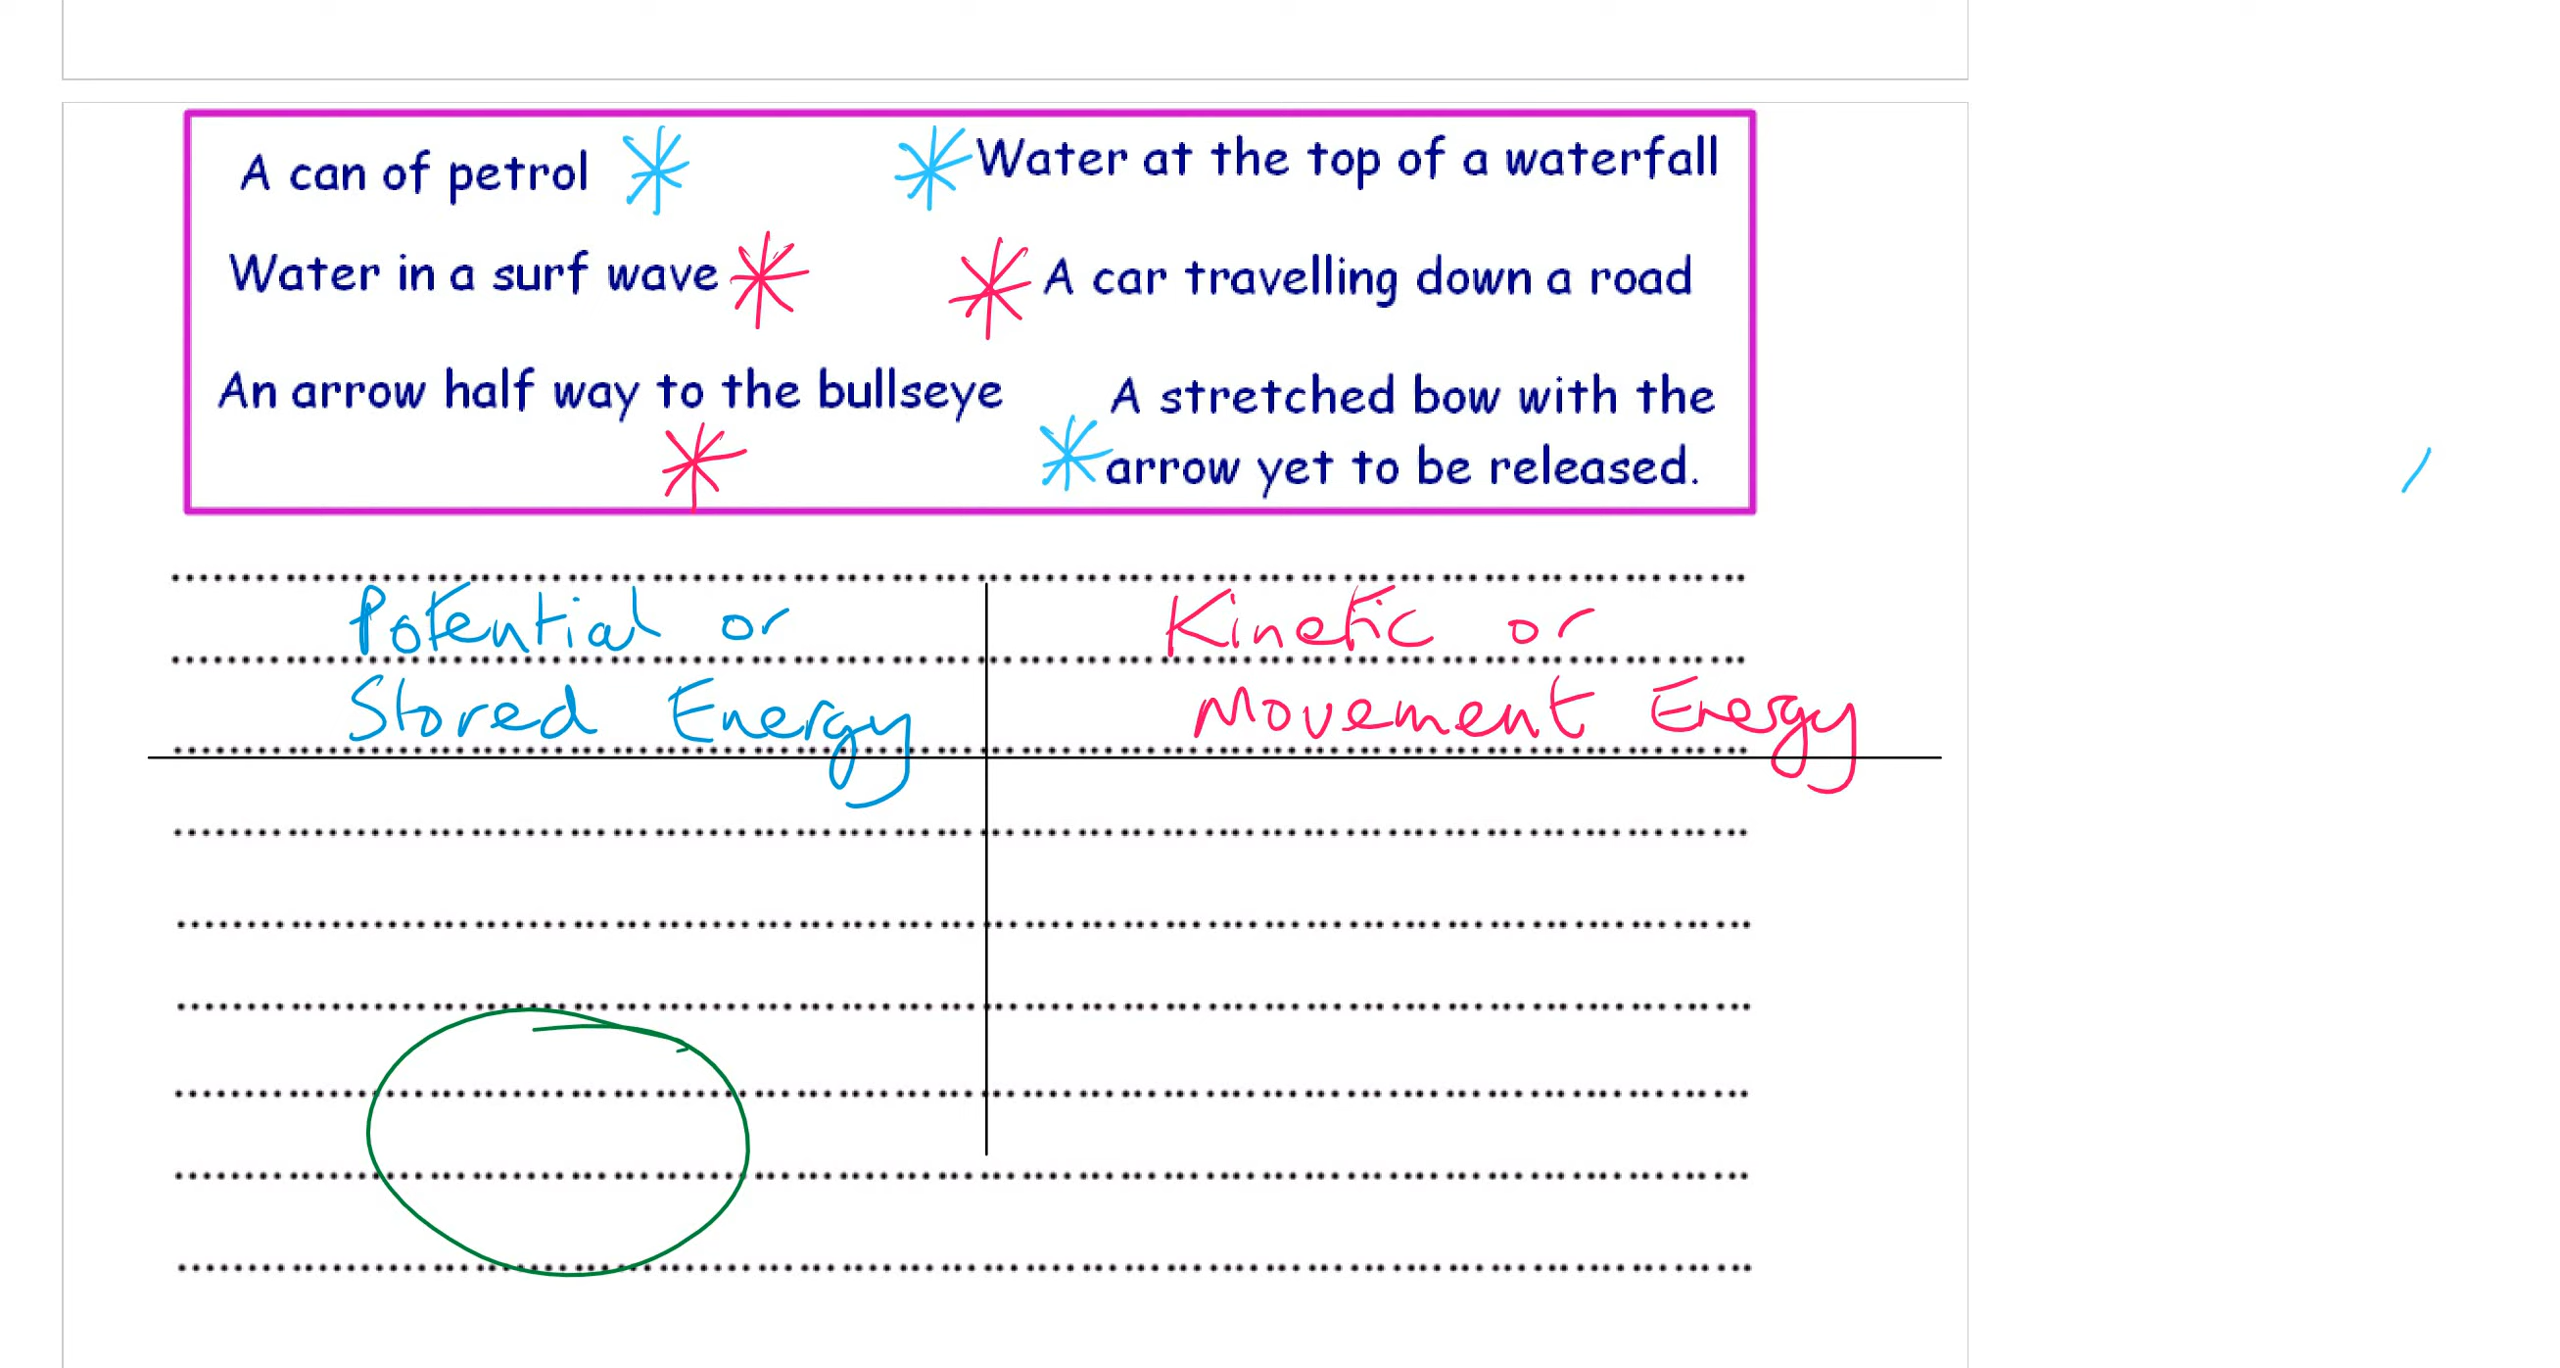 A can of petrol
Water at the top of a waterfall
Water in a surf wave
A car travelling down a road
An arrow half way to the bullseye
A stretched bow with the
arrow yet to be released.
Potential or
Stored Energy
Kinetic or
Movement Energy